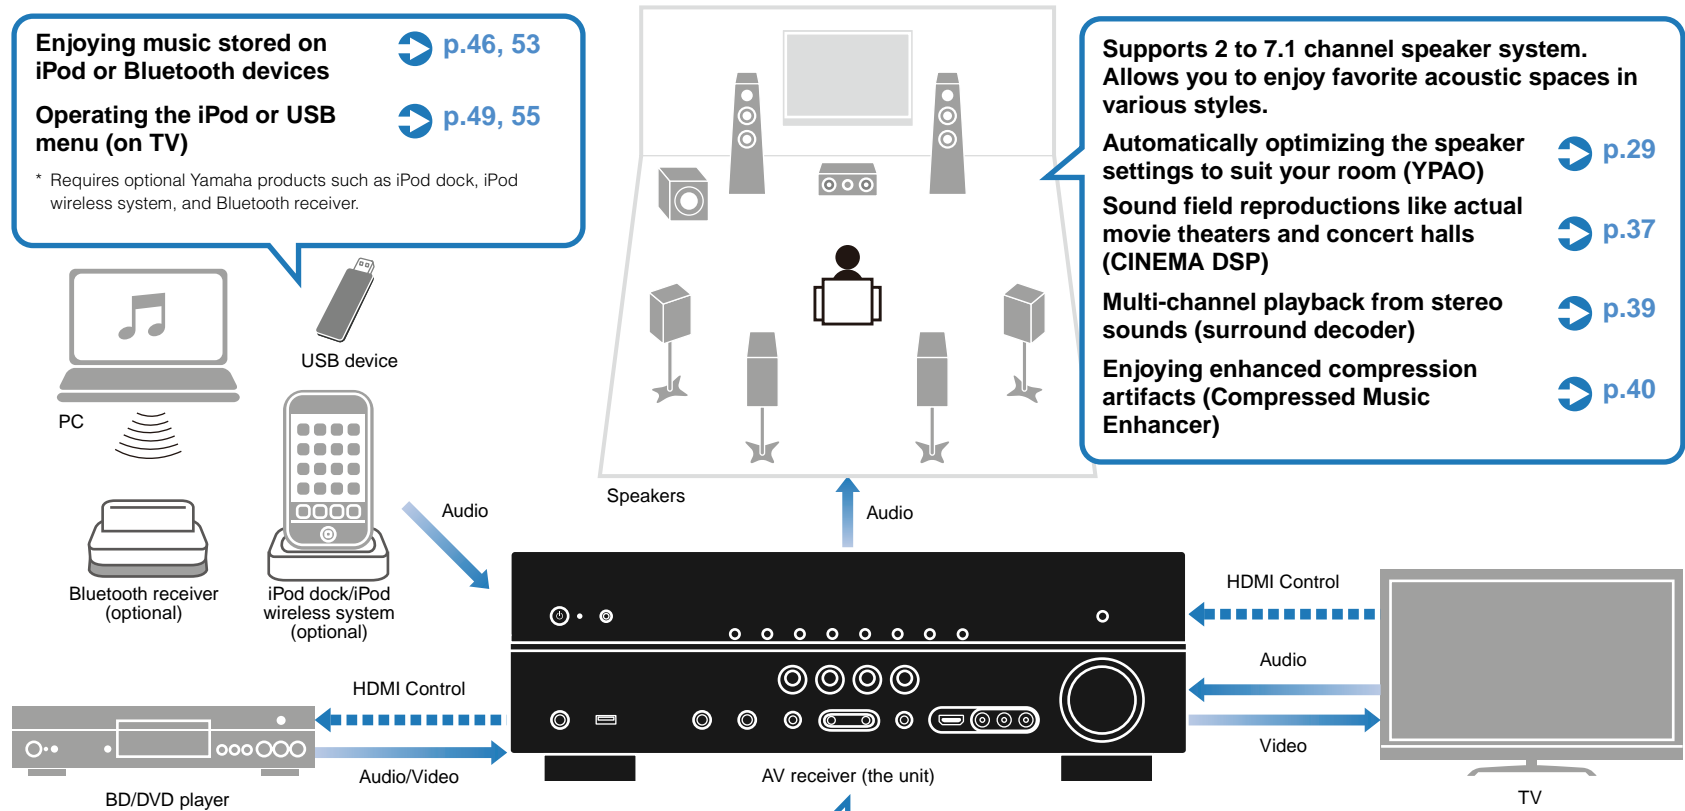 Enjoying music stored on
iPod or Bluetooth devices
p.46, 53
Operating the iPod or USB
menu (on TV)
p.49, 55
* Requires optional Yamaha products such as iPod dock, iPod
wireless system, and Bluetooth receiver.
Supports 2 to 7.1 channel speaker system.
Allows you to enjoy favorite acoustic spaces in
various styles.
Automatically optimizing the speaker
settings to suit your room (YPAO)
p.29
Sound field reproductions like actual
movie theaters and concert halls
(CINEMA DSP)
p.37
Multi-channel playback from stereo
sounds (surround decoder)
p.39
Enjoying enhanced compression
artifacts (Compressed Music
Enhancer)
p.40
USB device
PC
Speakers
Audio
Audio
Bluetooth receiver
(optional)
iPod dock/iPod
wireless system
(optional)
HDMI Control
Audio
Video
HDMI Control
Audio/Video
AV receiver (the unit)
BD/DVD player
TV